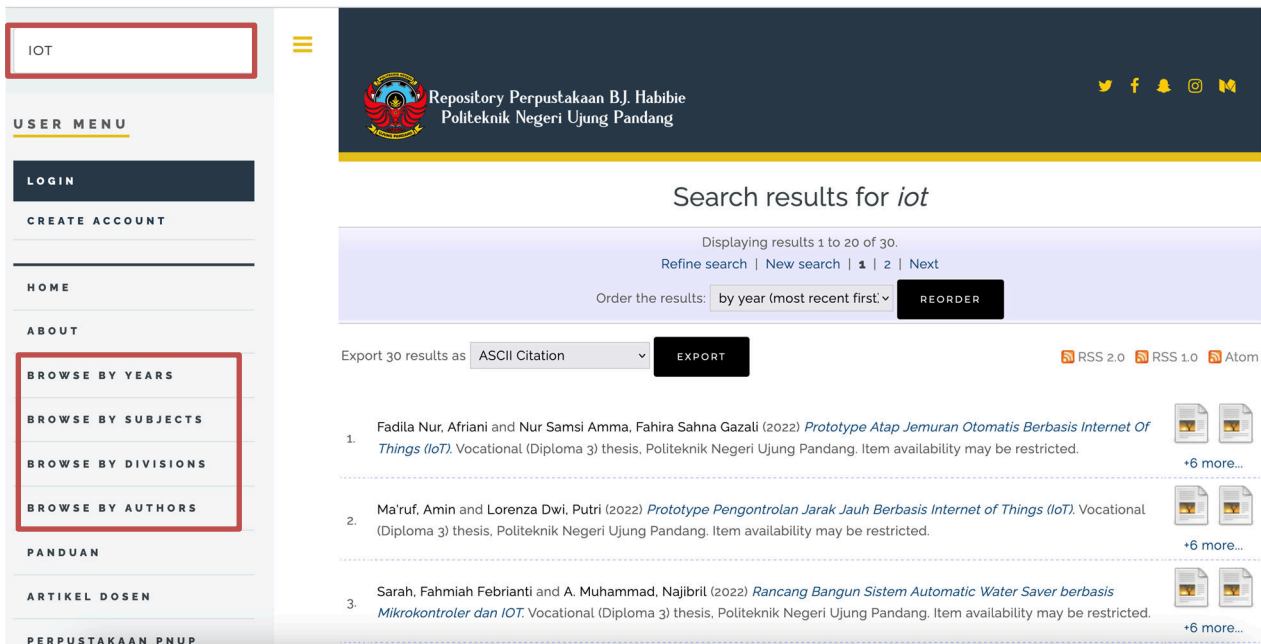 IOT
USER MENU
LOGIN
CREATE ACCOUNT
HOME
ABOUT
BROWSE BY YEARS
BROWSE BY SUBJECTS
BROWSE BY DIVISIONS
BROWSE BY AUTHORS
PANDUAN
ARTIKEL DOSEN
PERPUSTAKAAN PNUP
Repository Perpustakaan B.J. Habibie
Politeknik Negeri Ujung Pandang
Search results for iot
Displaying results 1 to 20 of 30.
Refine search | New search | 1 | 2 | Next
Order the results: by year (most recent first) REORDER
Export 30 results as ASCII Citation EXPORT
RSS 2.0 RSS 1.0 Atom
1. Fadila Nur, Afriani and Nur Samsi Amma, Fahira Sahna Gazali (2022) Prototype Atap Jemuran Otomatis Berbasis Internet Of
Things (IoT). Vocational (Diploma 3) thesis, Politeknik Negeri Ujung Pandang. Item availability may be restricted.
+6 more...
2. Ma'ruf, Amin and Lorenza Dwi, Putri (2022) Prototype Pengontrolan Jarak Jauh Berbasis Internet of Things (IoT). Vocational
(Diploma 3) thesis, Politeknik Negeri Ujung Pandang. Item availability may be restricted.
+6 more...
3. Sarah, Fahmiah Febrianti and A. Muhammad, Najibril (2022) Rancang Bangun Sistem Automatic Water Saver berbasis
Mikrokontroler dan IOT. Vocational (Diploma 3) thesis, Politeknik Negeri Ujung Pandang. Item availability may be restricted.
+6 more...